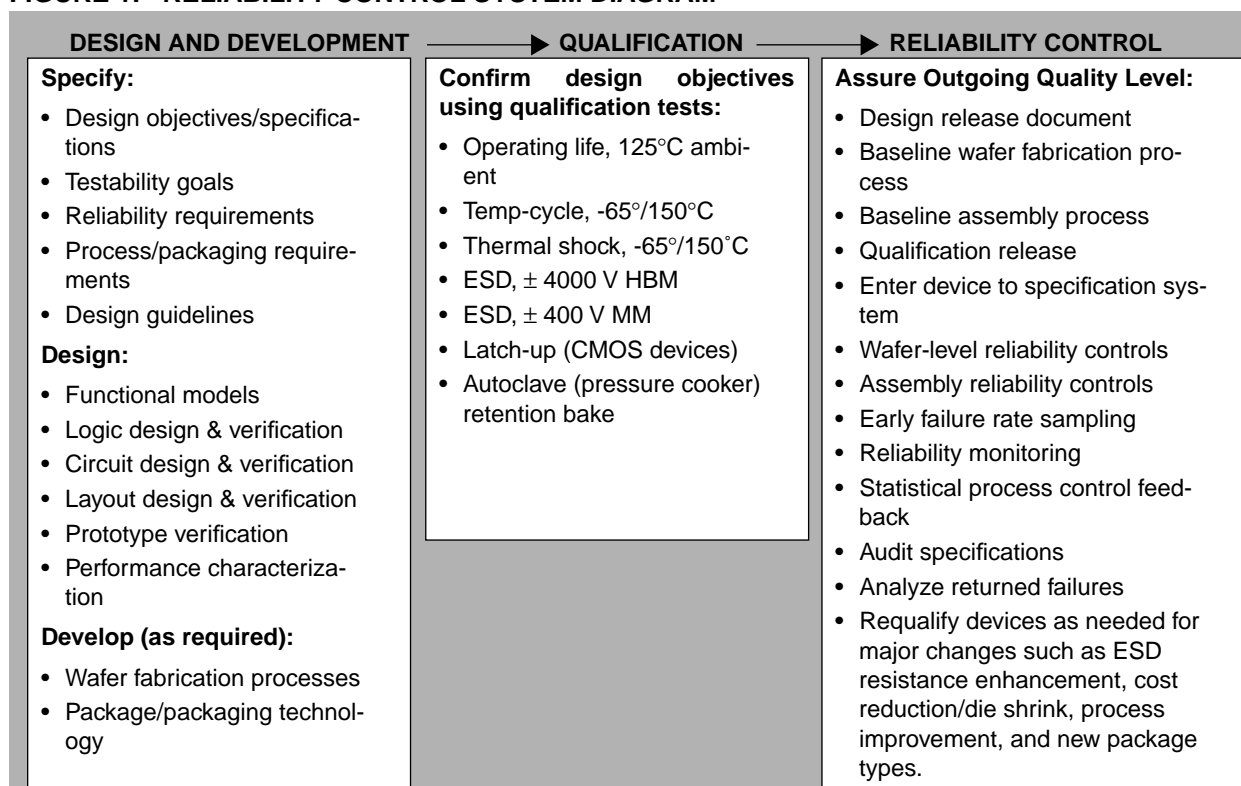 FIGURE 1: RELIABILITY CONTROL SYSTEM DIAGRAM
DESIGN AND DEVELOPMENT
QUALIFICATION
RELIABILITY CONTROL
Specify:
• Design objectives/specifica-
tions
• Testability goals
• Reliability requirements
• Process/packaging require-
ments
• Design guidelines
Design:
• Functional models
• Logic design & verification
• Circuit design & verification
• Layout design & verification
• Prototype verification
• Performance characteriza-
tion
Develop (as required):
• Wafer fabrication processes
• Package/packaging technol-
ogy
Confirm design objectives
using qualification tests:
• Operating life, 125°C ambi-
ent
• Temp-cycle, -65°/150°C
• Thermal shock, -65°/150˚C
• ESD, ± 4000 V HBM
• ESD, ± 400 V MM
• Latch-up (CMOS devices)
• Autoclave (pressure cooker)
retention bake
Assure Outgoing Quality Level:
• Design release document
• Baseline wafer fabrication pro-
cess
• Baseline assembly process
• Qualification release
• Enter device to specification sys-
tem
• Wafer-level reliability controls
• Assembly reliability controls
• Early failure rate sampling
• Reliability monitoring
• Statistical process control feed-
back
• Audit specifications
• Analyze returned failures
• Requalify devices as needed for
major changes such as ESD
resistance enhancement, cost
reduction/die shrink, process
improvement, and new package
types.